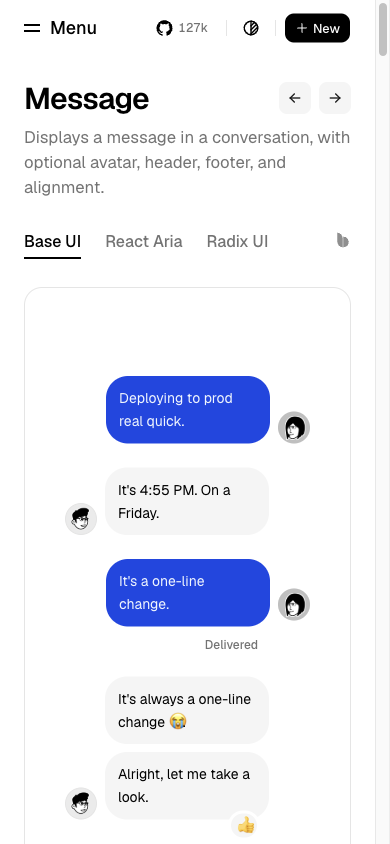 Menu 127k + New
Message
Displays a message in a conversation, with
optional avatar, header, footer, and
alignment.
Base UI React Aria Radix UI
Deploying to prod
real quick.
It's 4:55 PM. On a
Friday.
It's a one-line
change.
Delivered
It's always a one-line
change 😭
Alright, let me take a
look.
👍